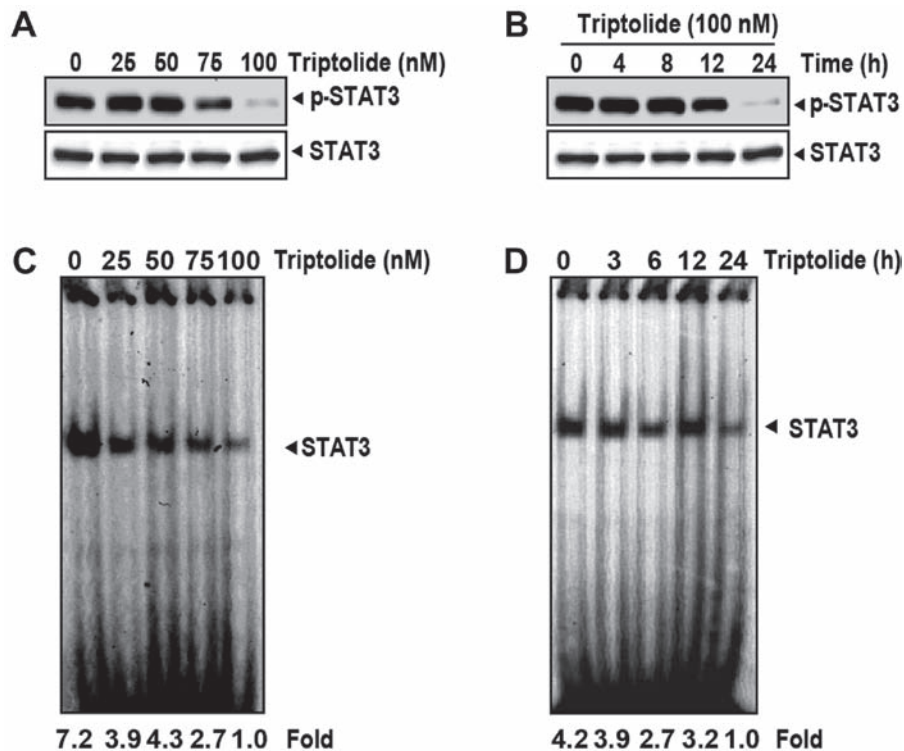 A
0 25 50 75 100 Triptolide (nM)
p-STAT3
STAT3
B
Triptolide (100 nM)
0 4 8 12 24 Time (h)
p-STAT3
STAT3
C
0 25 50 75 100 Triptolide (nM)
STAT3
7.2 3.9 4.3 2.7 1.0 Fold
D
0 3 6 12 24 Triptolide (h)
STAT3
4.2 3.9 2.7 3.2 1.0 Fold